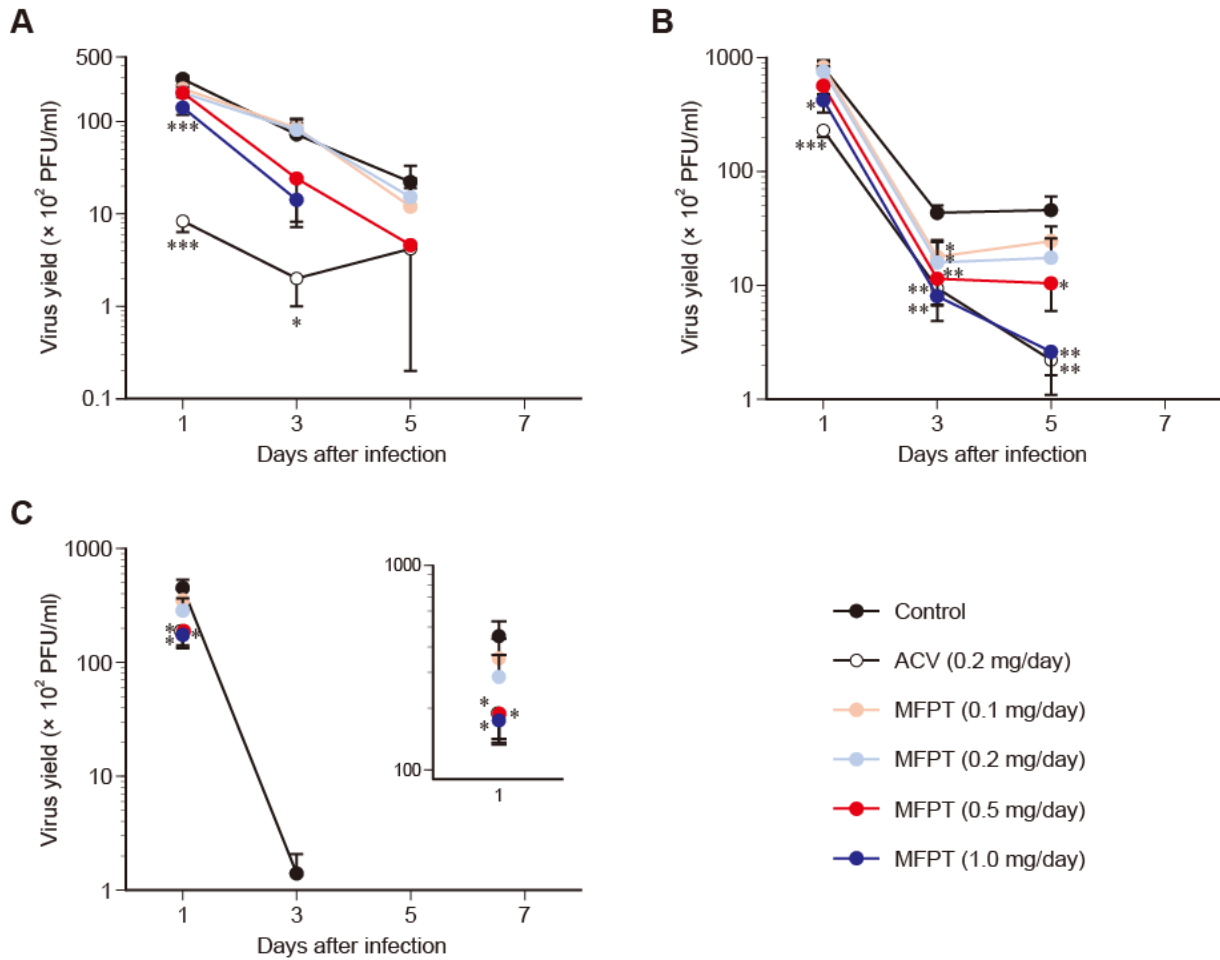 A
Virus yield (× 10² PFU/ml)
500
100
10
1
0.1
***
***
*
1 3 5 7
Days after infection
B
Virus yield (× 10² PFU/ml)
1000
100
10
1
*
***
*
*
**
**
**
*
**
**
1 3 5 7
Days after infection
C
Virus yield (× 10² PFU/ml)
1000
100
10
1
*
*
*
1 3 5 7
Days after infection
1000
100
*
*
*
1
Control
ACV (0.2 mg/day)
MFPT (0.1 mg/day)
MFPT (0.2 mg/day)
MFPT (0.5 mg/day)
MFPT (1.0 mg/day)